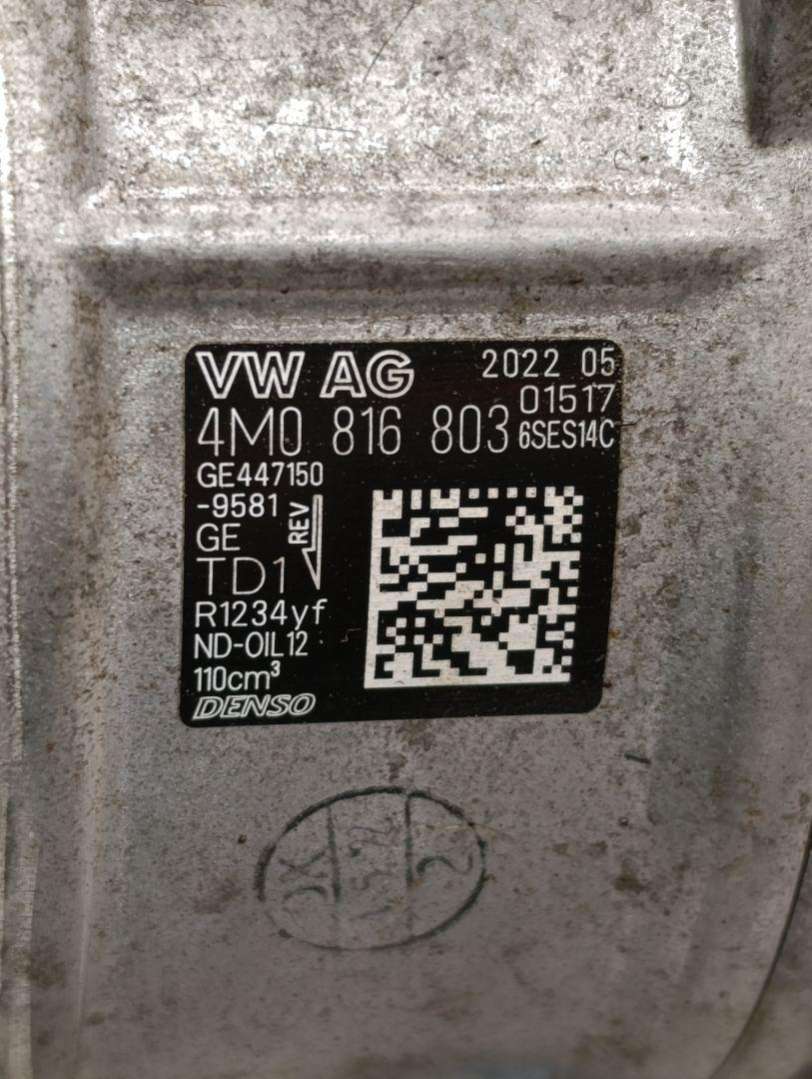 VW AG 2022 05
01517
4M0 816 803 6SES14C
GE447150
-9581
REV
GE
TD1
R1234yf
ND-OIL12
110cm³
DENSO